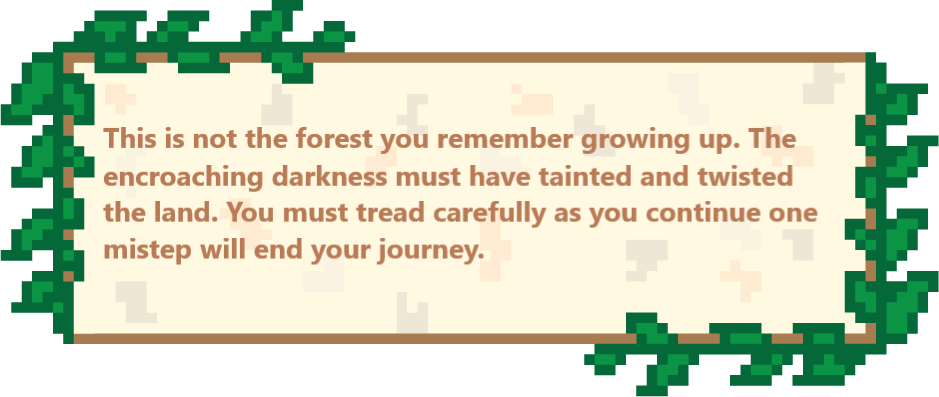 This is not the forest you remember growing up. The
encroaching darkness must have tainted and twisted
the land. You must tread carefully as you continue one
mistep will end your journey.